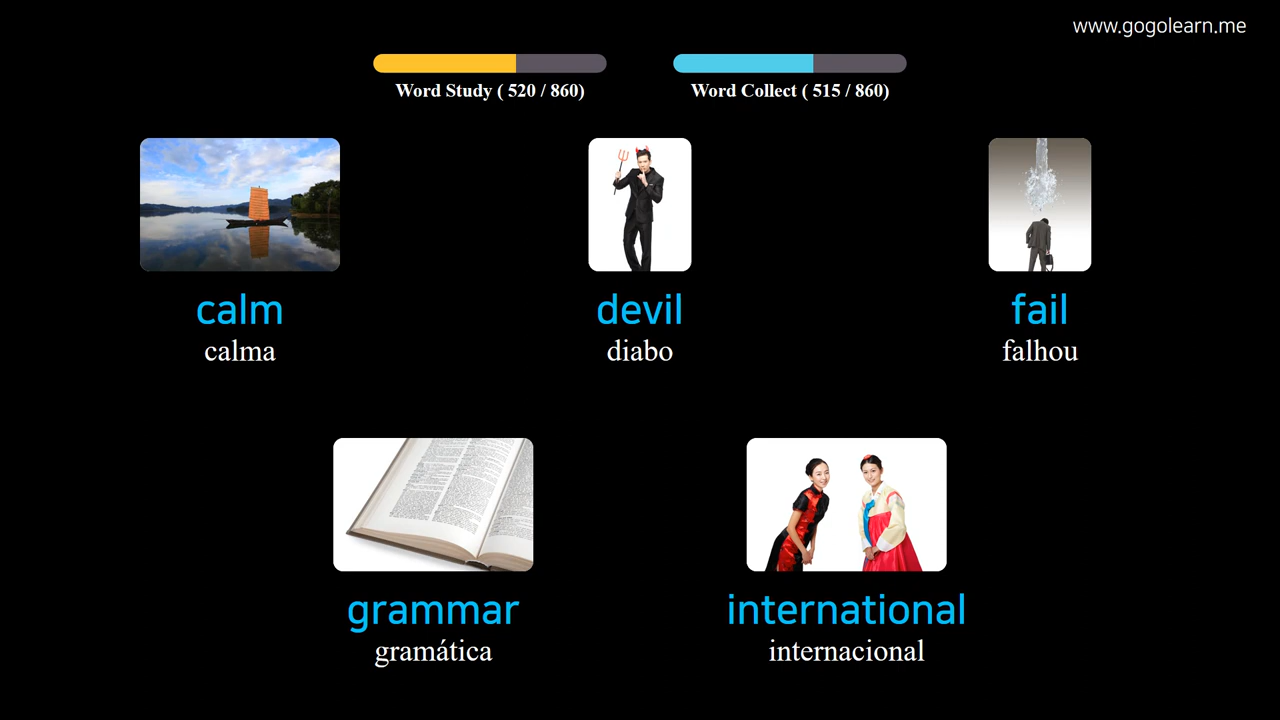 www.gogolearn.me
Word Study ( 520 / 860)
Word Collect ( 515 / 860)
calm
calma
devil
diabo
fail
falhou
grammar
gramática
international
internacional